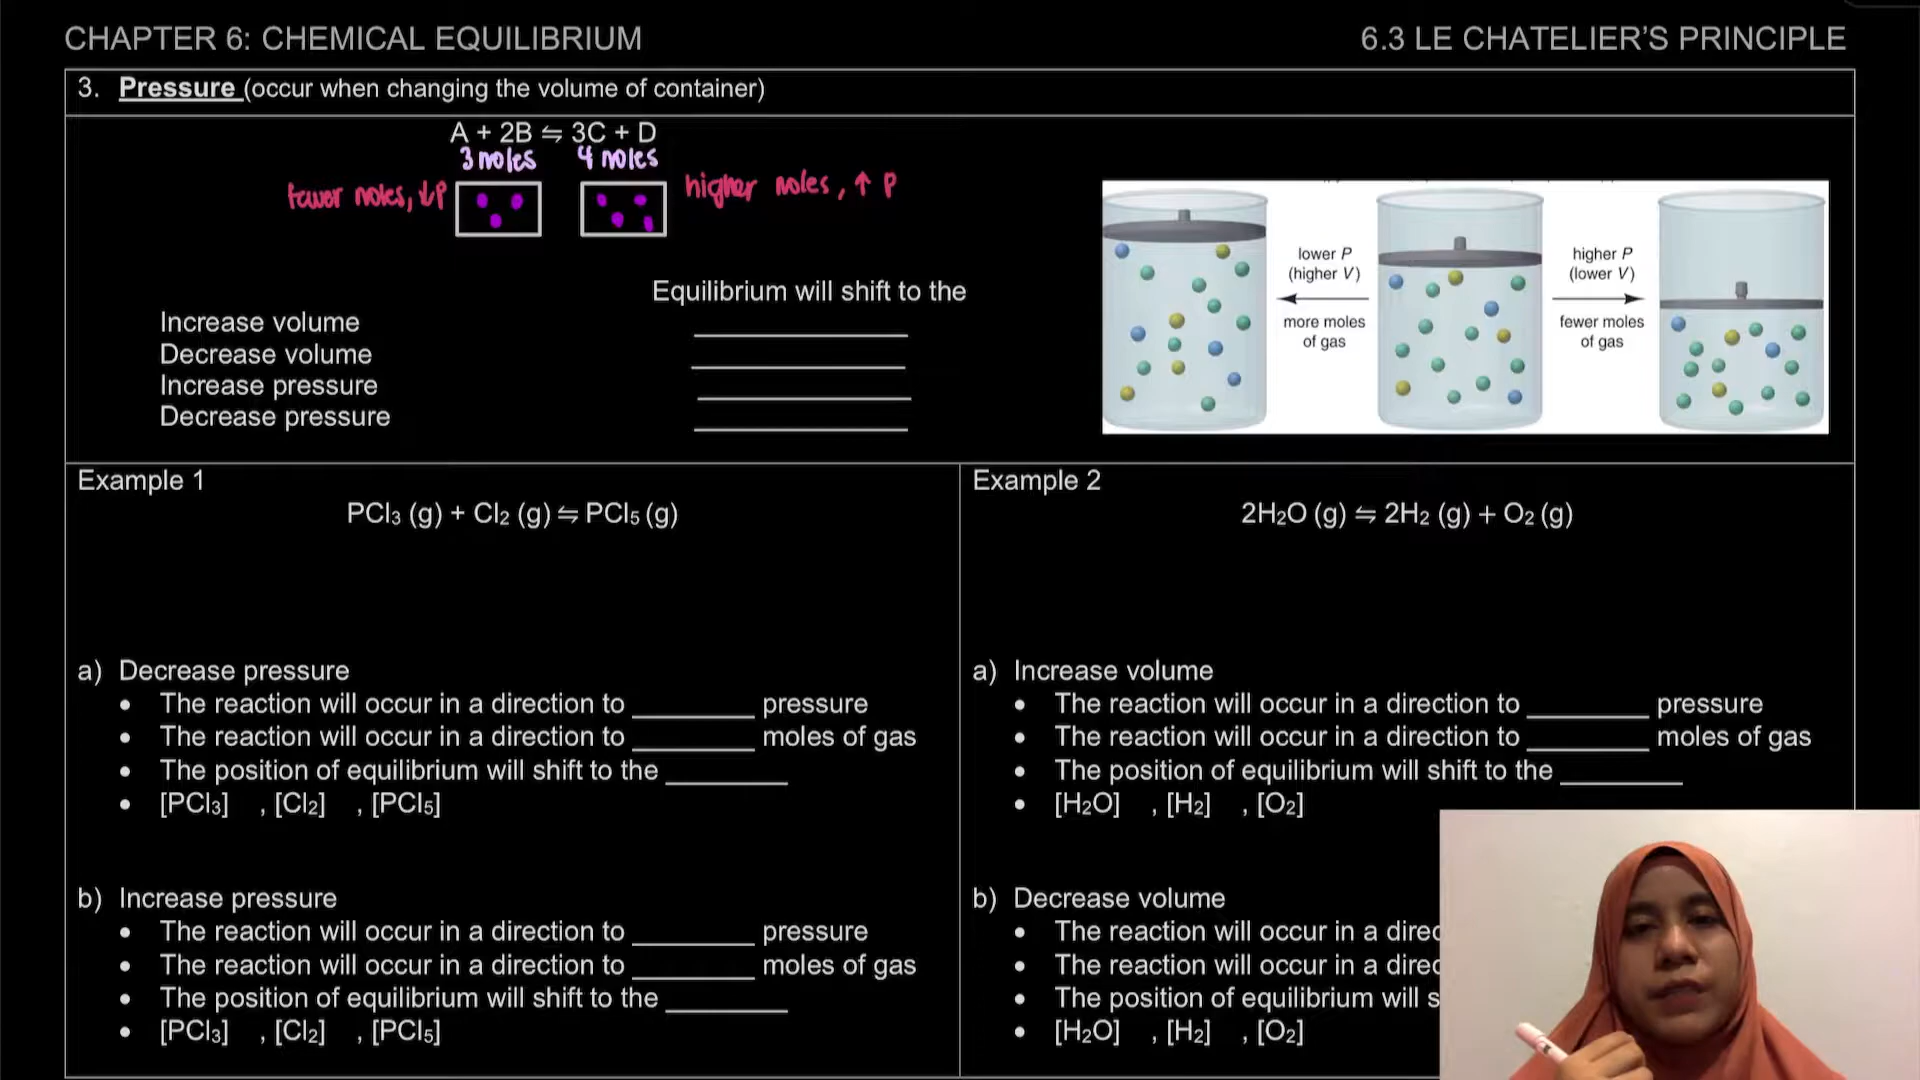 CHAPTER 6: CHEMICAL EQUILIBRIUM
6.3 LE CHATELIER’S PRINCIPLE
3. Pressure (occur when changing the volume of container)
A + 2B ⇋ 3C + D
3 moles 4 moles
fewer moles, ↓P
higher moles, ↑ P
Equilibrium will shift to the
Increase volume
Decrease volume
Increase pressure
Decrease pressure
lower P
(higher V)
more moles
of gas
higher P
(lower V)
fewer moles
of gas
Example 1
PCl₃ (g) + Cl₂ (g) ⇋ PCl₅ (g)
a) Decrease pressure
• The reaction will occur in a direction to ________ pressure
• The reaction will occur in a direction to ________ moles of gas
• The position of equilibrium will shift to the ________
• [PCl₃] , [Cl₂] , [PCl₅]
b) Increase pressure
• The reaction will occur in a direction to ________ pressure
• The reaction will occur in a direction to ________ moles of gas
• The position of equilibrium will shift to the ________
• [PCl₃] , [Cl₂] , [PCl₅]
Example 2
2H₂O (g) ⇋ 2H₂ (g) + O₂ (g)
a) Increase volume
• The reaction will occur in a direction to ________ pressure
• The reaction will occur in a direction to ________ moles of gas
• The position of equilibrium will shift to the ________
• [H₂O] , [H₂] , [O₂]
b) Decrease volume
• The reaction will occur in a direc
• The reaction will occur in a direc
• The position of equilibrium will s
• [H₂O] , [H₂] , [O₂]